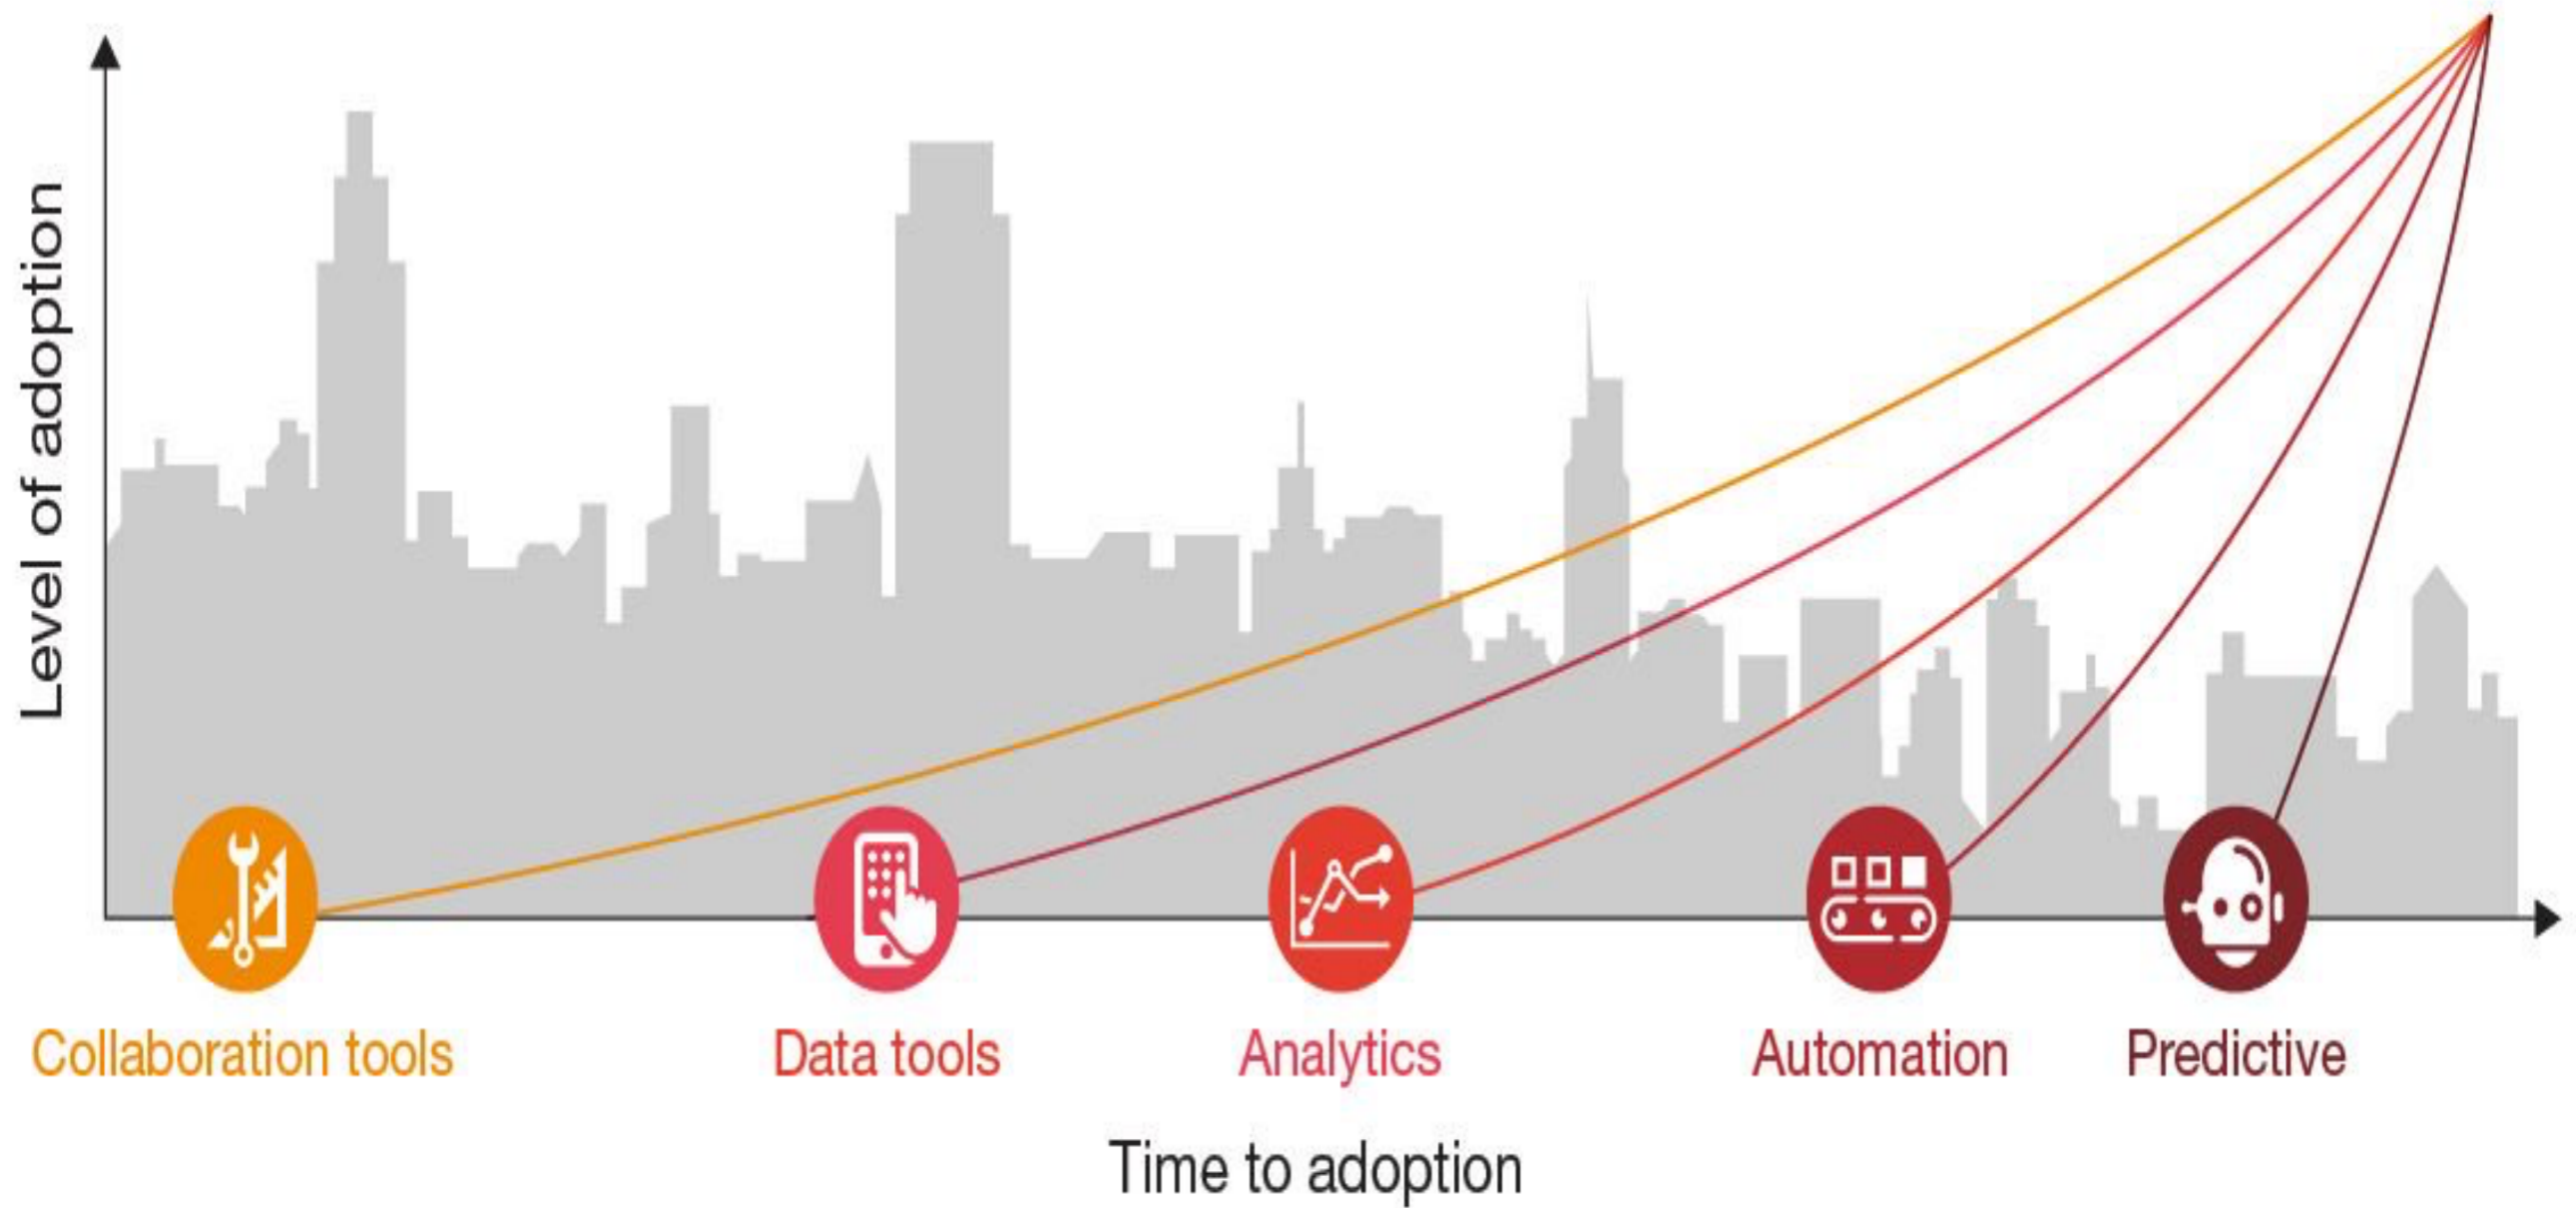 Level of adoption
Collaboration tools
Data tools
Analytics
Automation
Predictive
Time to adoption